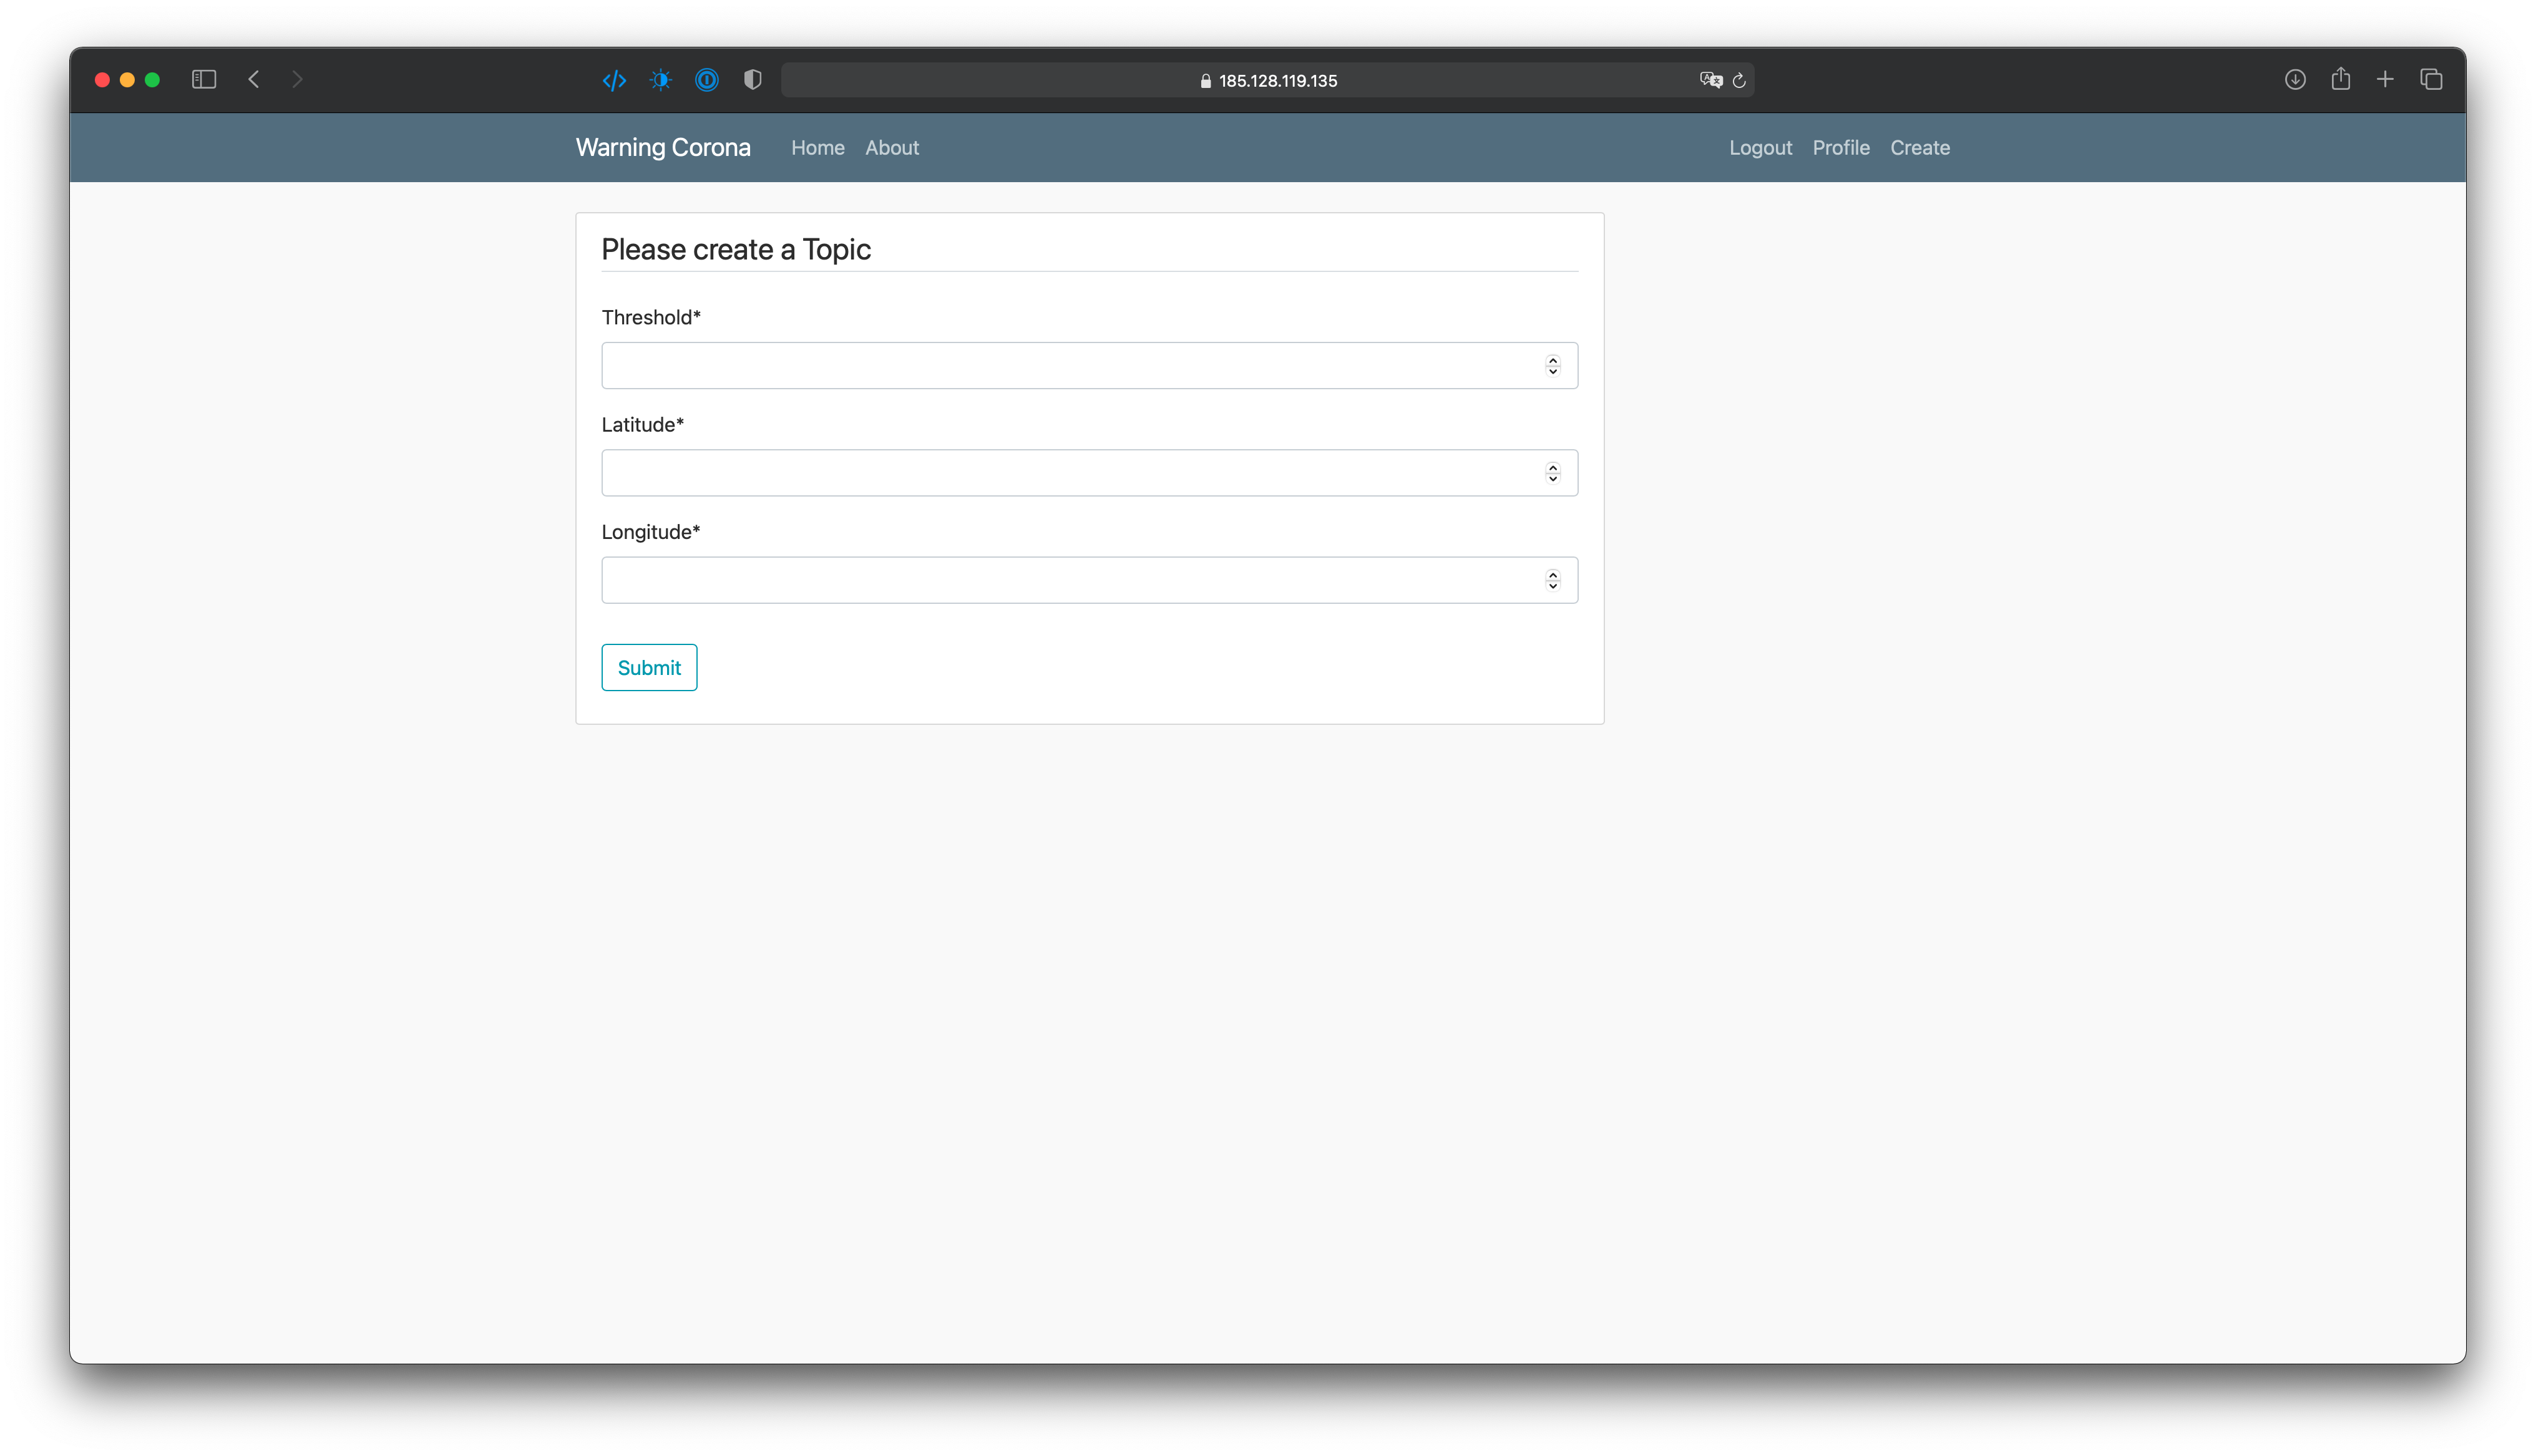 185.128.119.135
Warning Corona Home About Logout Profile Create
Please create a Topic
Threshold*
Latitude*
Longitude*
Submit